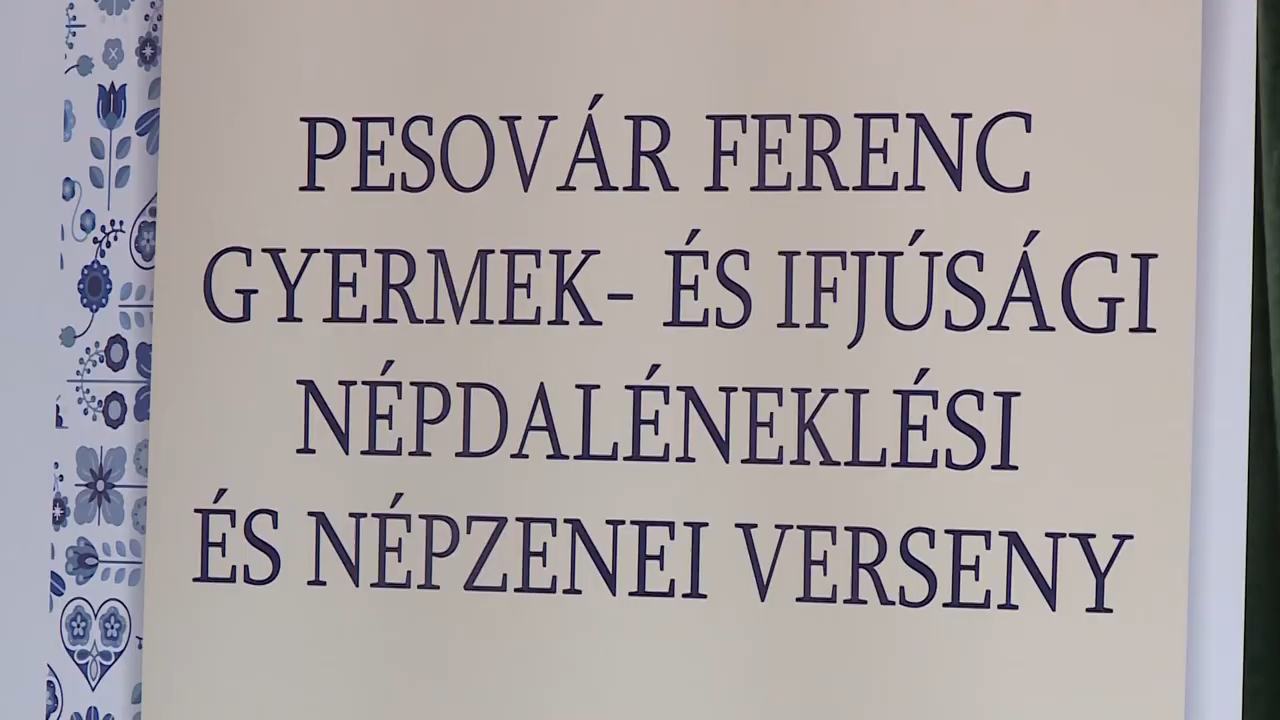 PESOVÁR FERENC
GYERMEK- ÉS IFJÚSÁGI
NÉPDALÉNEKLÉSI
ÉS NÉPZENEI VERSENY